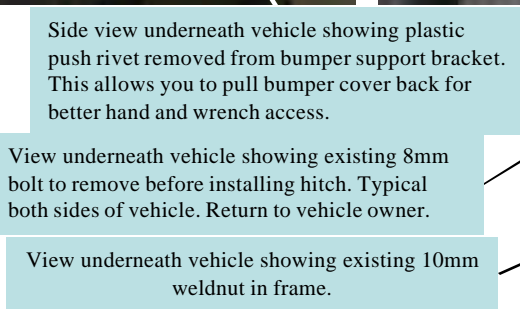 Side view underneath vehicle showing plastic
push rivet removed from bumper support bracket.
This allows you to pull bumper cover back for
better hand and wrench access.
View underneath vehicle showing existing 8mm
bolt to remove before installing hitch. Typical
both sides of vehicle. Return to vehicle owner.
View underneath vehicle showing existing 10mm
weldnut in frame.